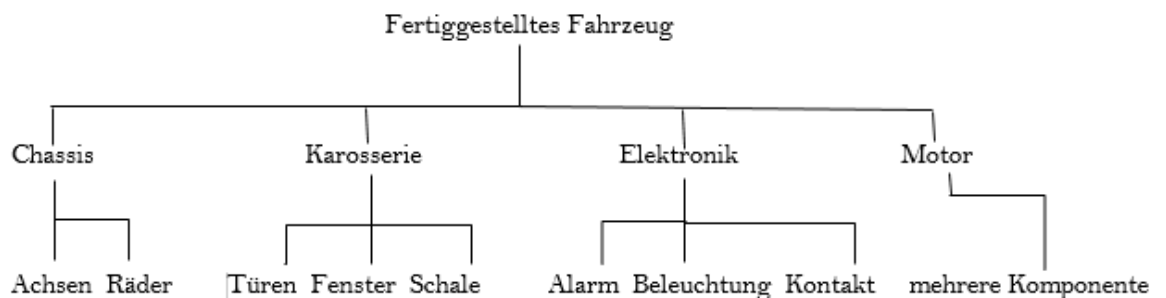 Fertiggestelltes Fahrzeug
Chassis Karosserie Elektronik Motor
Achsen Räder Türen Fenster Schale Alarm Beleuchtung Kontakt mehrere Komponente